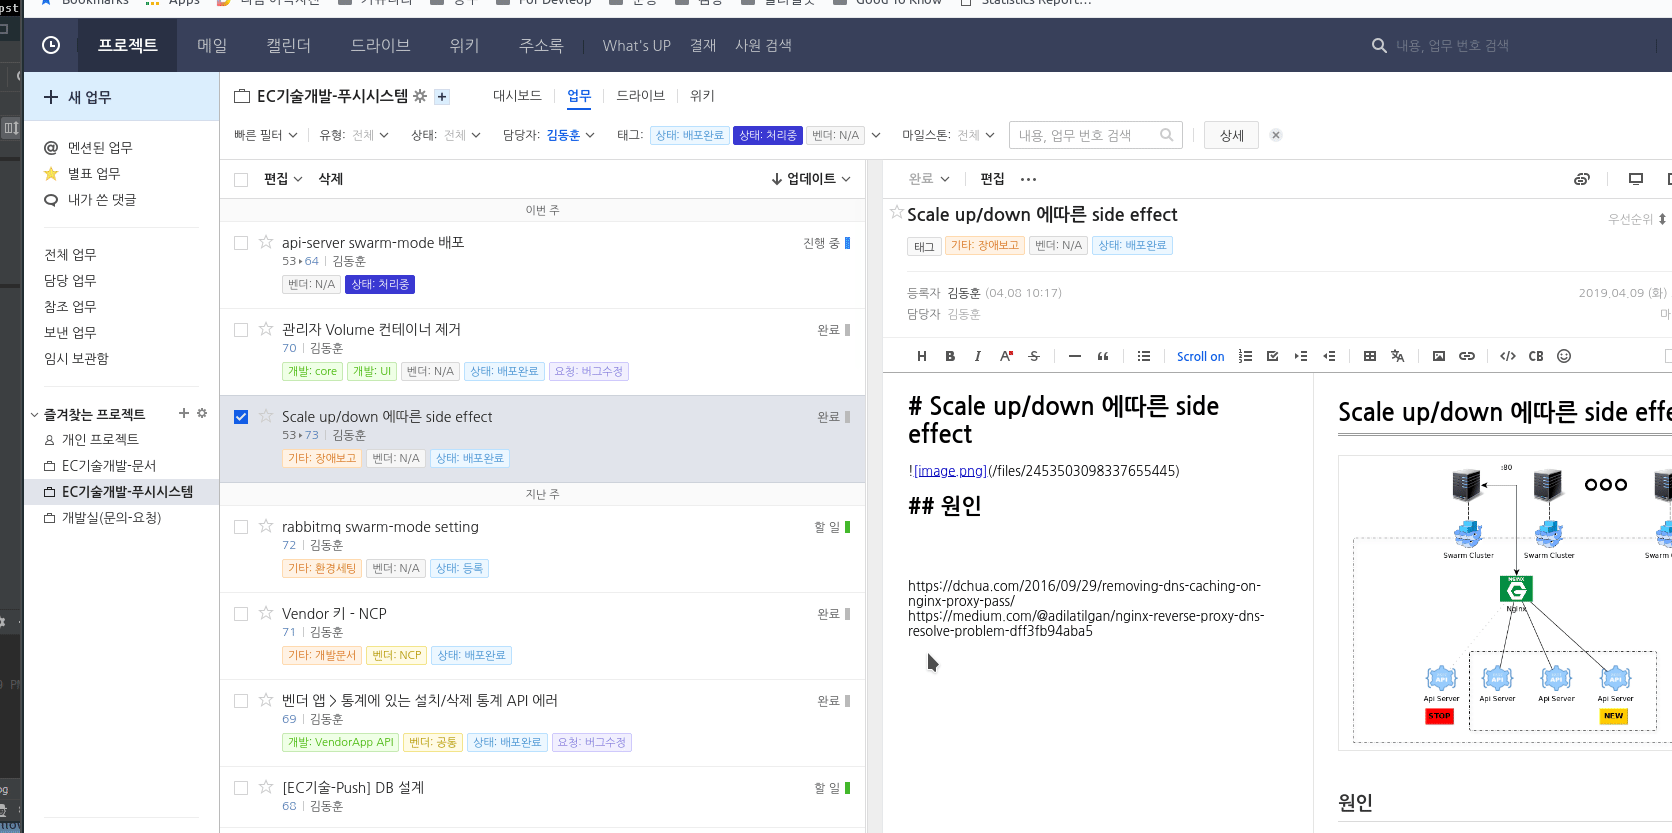 Bookmarks
Apps
For Devleop
Good To Know
Statistics Report...
프로젝트 메일 캘린더 드라이브 위키 주소록 What's UP 결재 사원 검색
내용, 업무 번호 검색
새 업무
EC기술개발-푸시시스템
대시보드 업무 드라이브 위키
빠른 필터 유형: 전체 상태: 전체 담당자: 김동훈 태그: 상태: 배포완료 상태: 처리중 벤더: N/A 마일스톤: 전체 내용, 업무 번호 검색 상세
멘션된 업무
별표 업무
내가 쓴 댓글
전체 업무
담당 업무
참조 업무
보낸 업무
임시 보관함
즐겨찾는 프로젝트
개인 프로젝트
EC기술개발-문서
EC기술개발-푸시시스템
개발실(문의-요청)
편집 삭제 업데이트
이번 주
api-server swarm-mode 배포 진행 중
53 ▸ 64 김동훈
벤더: N/A 상태: 처리중
관리자 Volume 컨테이너 제거 완료
70 김동훈
개발: core 개발: UI 벤더: N/A 상태: 배포완료 요청: 버그수정
Scale up/down 에따른 side effect 완료
53 ▸ 73 김동훈
기타: 장애보고 벤더: N/A 상태: 배포완료
지난 주
rabbitmq swarm-mode setting 할 일
72 김동훈
기타: 환경세팅 벤더: N/A 상태: 등록
Vendor 키 - NCP 완료
71 김동훈
기타: 개발문서 벤더: NCP 상태: 배포완료
벤더 앱 > 통계에 있는 설치/삭제 통계 API 에러 완료
69 김동훈
개발: VendorApp API 벤더: 공통 상태: 배포완료 요청: 버그수정
[EC기술-Push] DB 설계 할 일
68 김동훈
완료 편집 •••
Scale up/down 에따른 side effect
우선순위
태그 기타: 장애보고 벤더: N/A 상태: 배포완료
등록자 김동훈 (04.08 10:17) 2019.04.09 (화)
담당자 김동훈 마
H B I A S Scroll on CB
# Scale up/down 에따른 side
effect
![image.png](/files/2453503098337655445)
## 원인
https://dchua.com/2016/09/29/removing-dns-caching-on-
nginx-proxy-pass/
https://medium.com/@adilatilgan/nginx-reverse-proxy-dns-
resolve-problem-dff3fb94aba5
Scale up/down 에따른 side effe
:80
Swarm Cluster Swarm Cluster Swarm
NGINX
G
Nginx
API API API API
Api Server Api Server Api Server Api Server
STOP NEW
원인